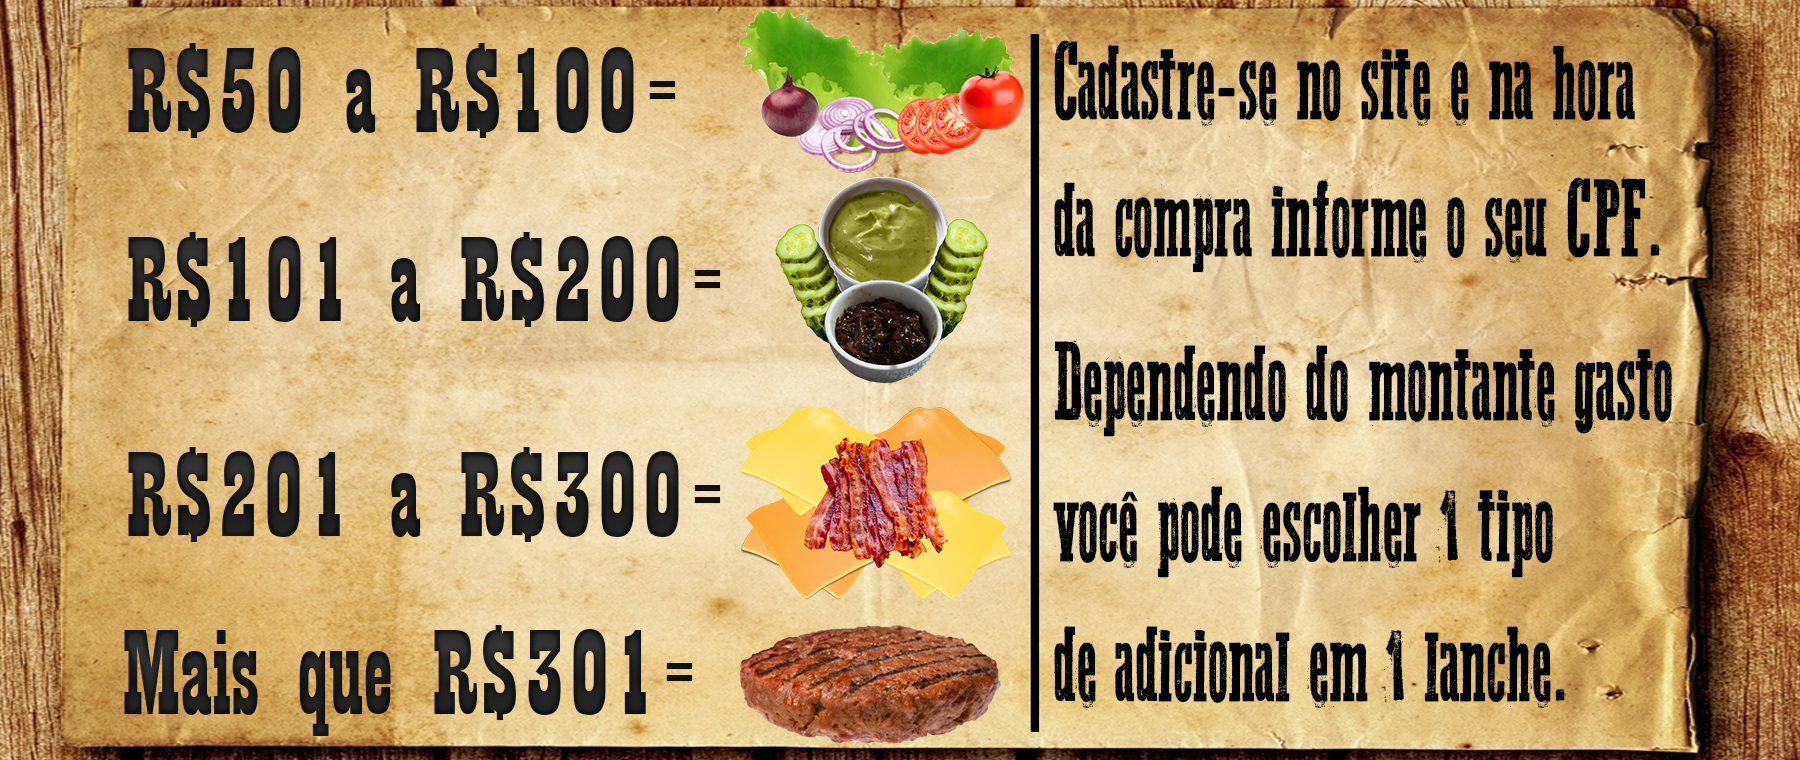 R$50 a R$100=
R$101 a R$200=
R$201 a R$300=
Mais que R$301=
Cadastre-se no site e na hora
da compra informe o seu CPF.
Dependendo do montante gasto
você pode escolher 1 tipo
de adicional em 1 lanche.